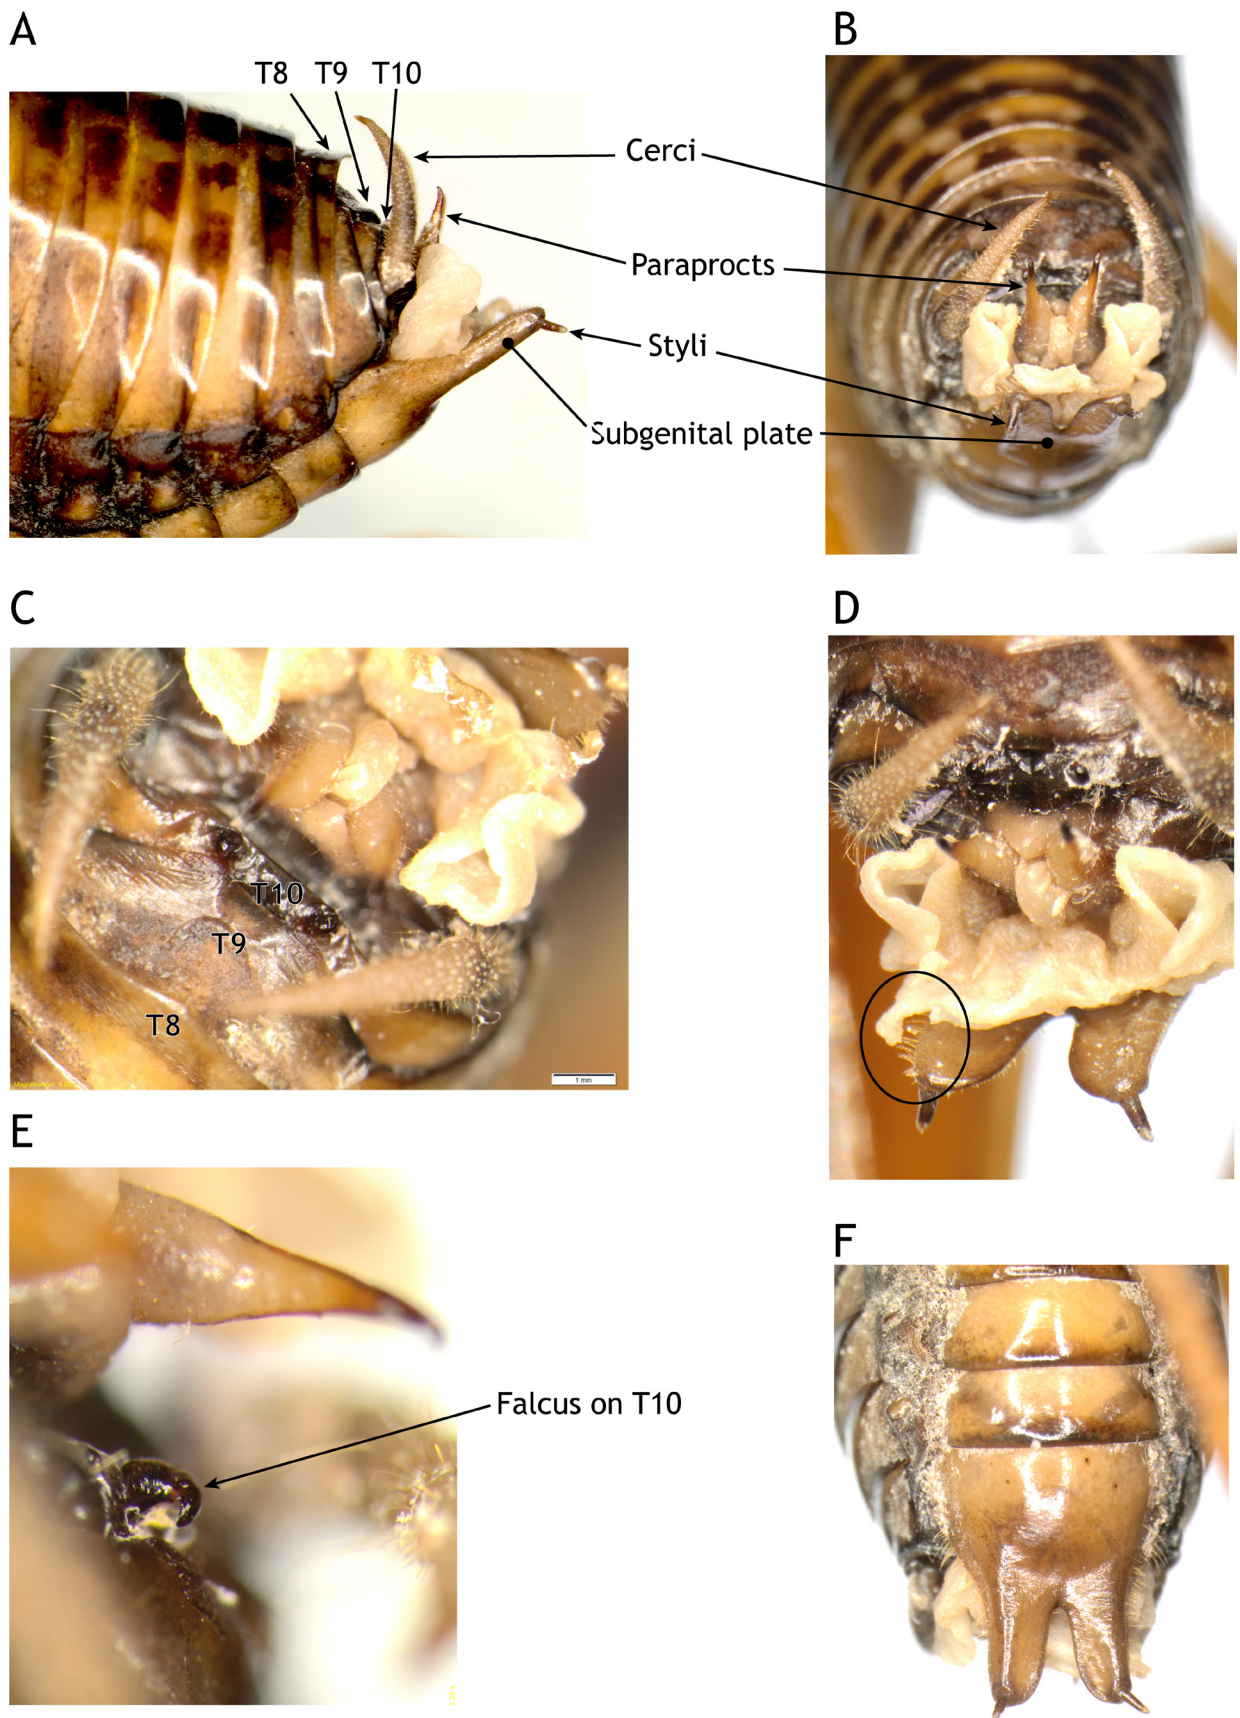 A
B
T8 T9 T10
Cerci
Paraprocts
Styli
Subgenital plate
C
D
T10
T9
T8
1 mm
E
Falcus on T10
F